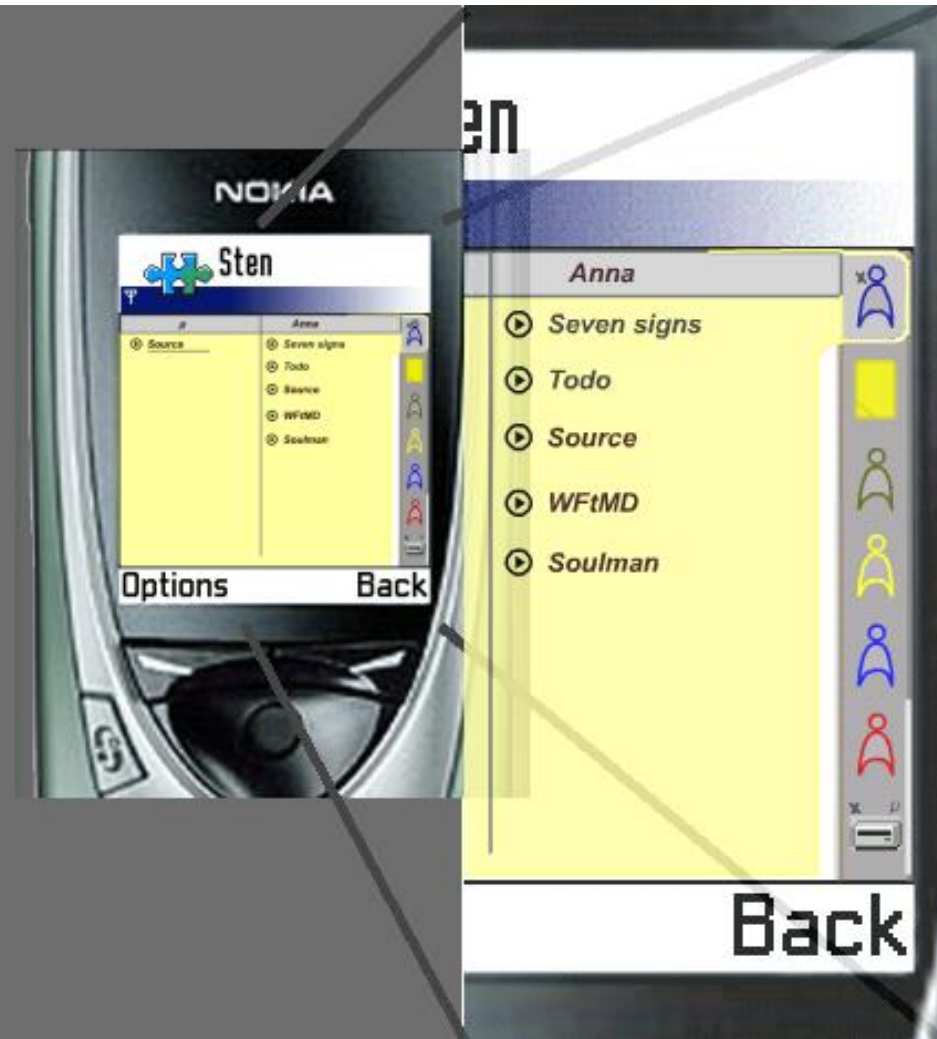 NOKIA
Sten
μ
Anna
Source
Seven signs
Todo
Source
WFtMD
Soulman
Options
Back
en
Anna
Seven signs
Todo
Source
WFtMD
Soulman
x μ
Back